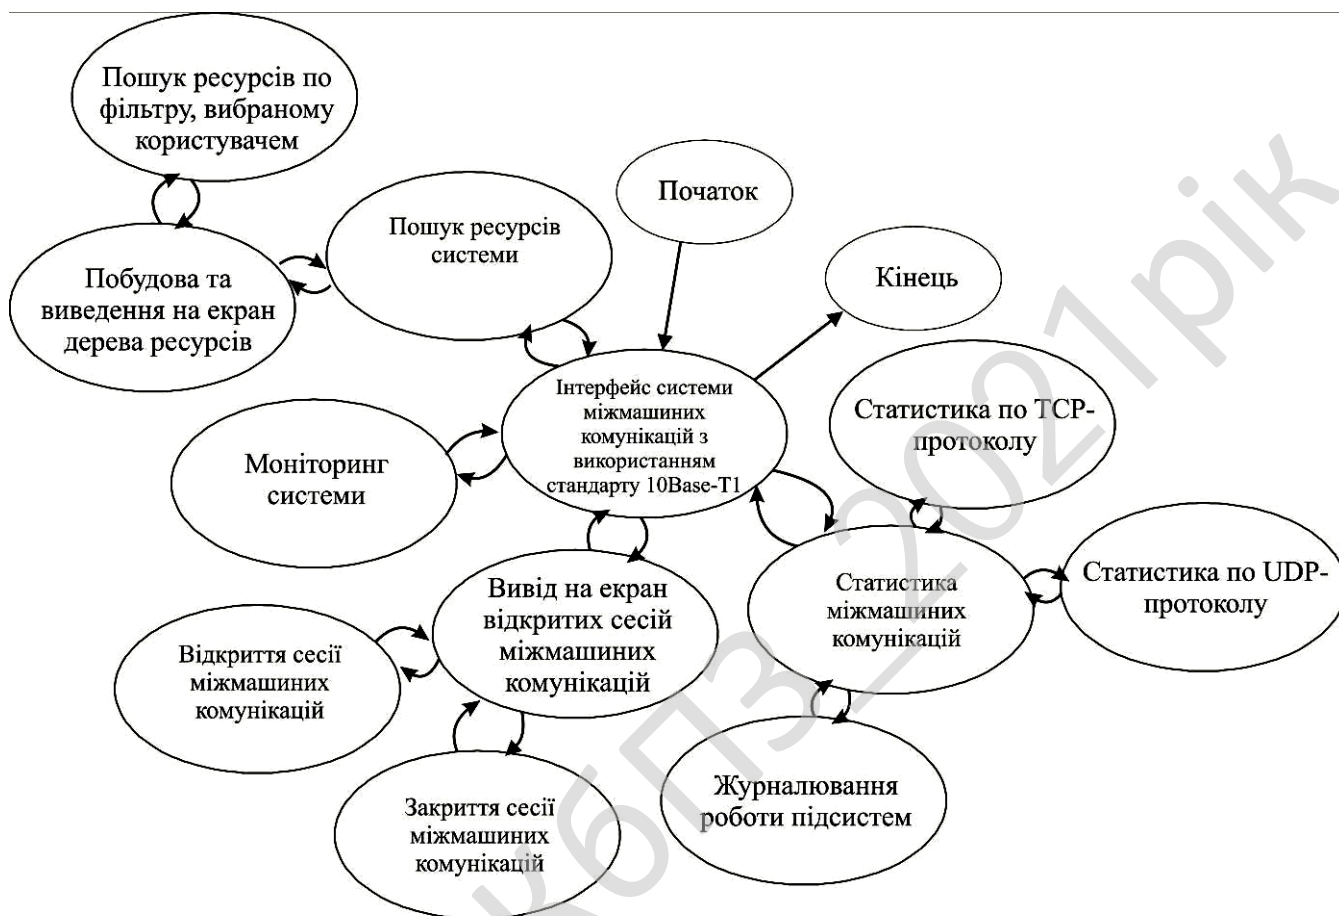 Пошук ресурсів по
фільтру, вибраному
користувачем
Початок
Пошук ресурсів
системи
Кінець
Побудова та
виведення на екран
дерева ресурсів
Інтерфейс системи
міжмашиних
комунікацій з
використанням
стандарту 10Base-T1
Статистика по TCP-
протоколу
Моніторинг
системи
Статистика по UDP-
протоколу
Вивід на екран
відкритих сесій
міжмашиних
комунікацій
Статистика
міжмашиних
комунікацій
Відкриття сесії
міжмашиних
комунікацій
Журналювання
роботи підсистем
Закриття сесії
міжмашиних
комунікацій
КбПЗ_2021рік